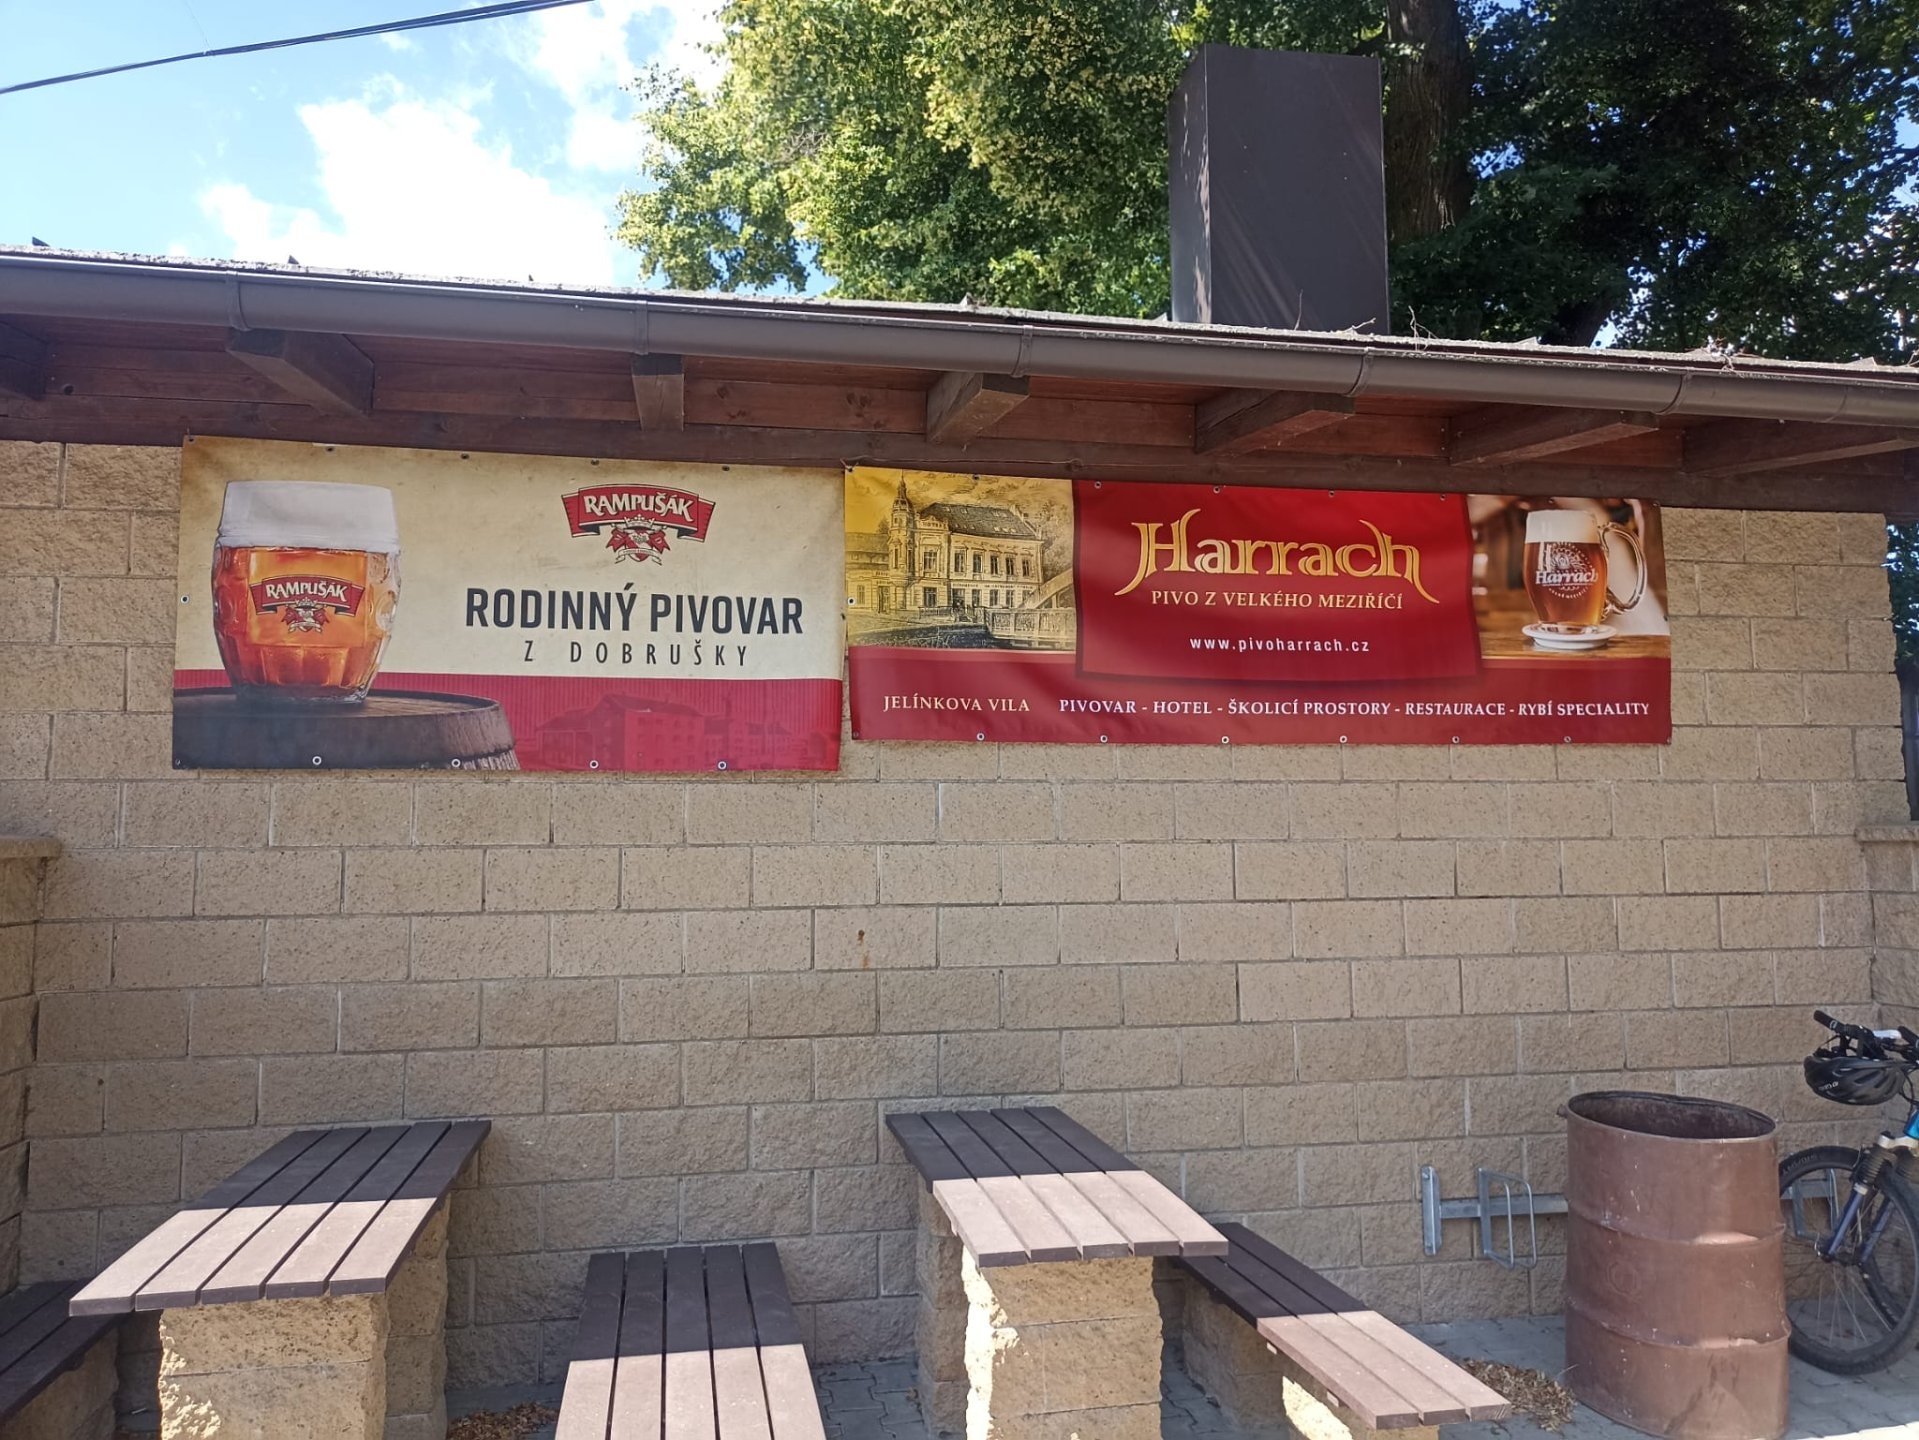 RAMPUŠÁK
RAMPUŠÁK
RODINNÝ PIVOVAR
Z DOBRUŠKY
Harrach
PIVO Z VELKÉHO MEZIŘÍČÍ
www.pivoharrach.cz
Harrach
JELÍNKOVA VILA PIVOVAR - HOTEL - ŠKOLICÍ PROSTORY - RESTAURACE - RYBÍ SPECIALITY